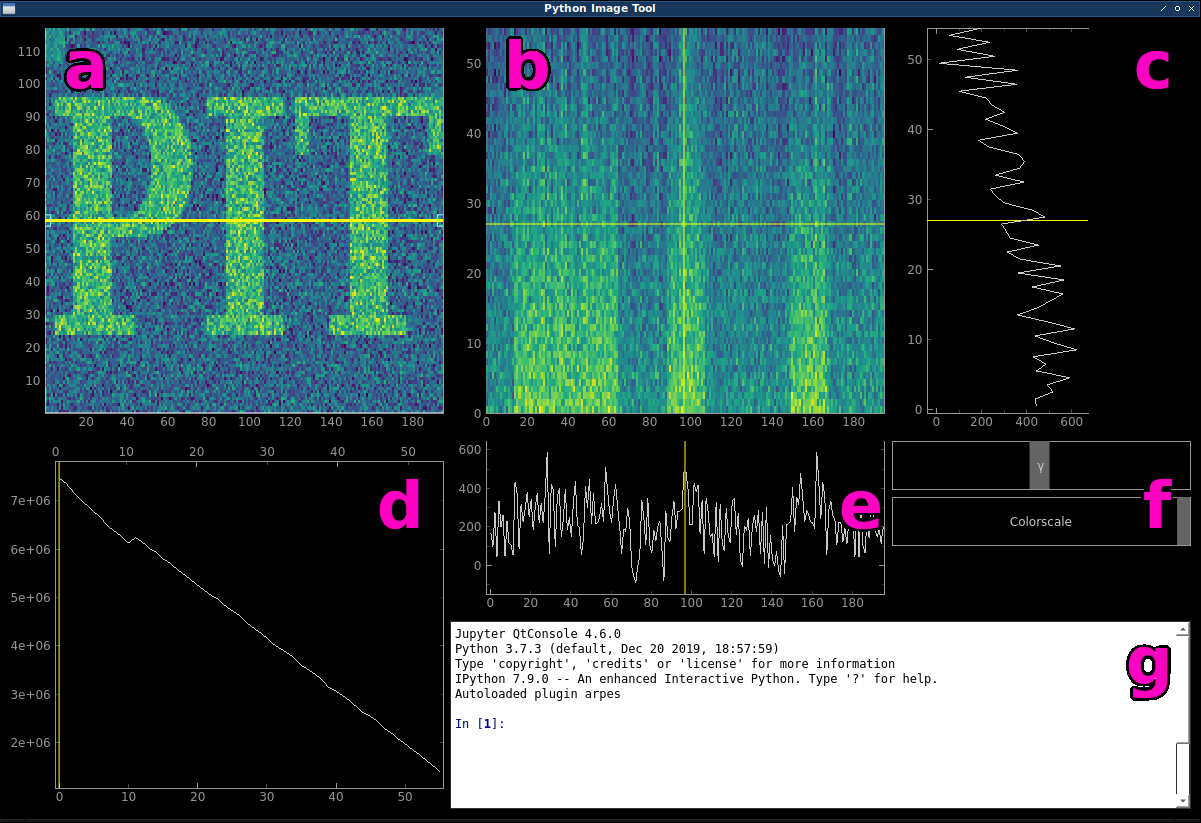 Python Image Tool
a
110
100
90
80
70
60
50
40
30
20
10
20 40 60 80 100 120 140 160 180
PIT
b
50
40
30
20
10
0
0 20 40 60 80 100 120 140 160 180
c
50
40
30
20
10
0
0 200 400 600
0 10 20 30 40 50
d
7e+06
6e+06
5e+06
4e+06
3e+06
2e+06
0 10 20 30 40 50
e
600
400
200
0
0 20 40 60 80 100 120 140 160 180
γ
f
Colorscale
g
Jupyter QtConsole 4.6.0
Python 3.7.3 (default, Dec 20 2019, 18:57:59)
Type 'copyright', 'credits' or 'license' for more information
IPython 7.9.0 -- An enhanced Interactive Python. Type '?' for help.
Autoloaded plugin arpes
In [1]: